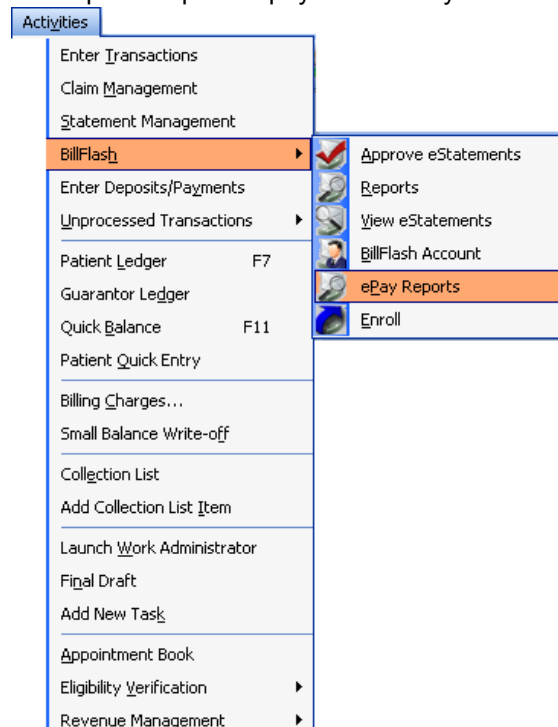 Activities
Enter Transactions
Claim Management
Statement Management
BillFlash
Enter Deposits/Payments
Unprocessed Transactions
Patient Ledger F7
Guarantor Ledger
Quick Balance F11
Patient Quick Entry
Billing Charges...
Small Balance Write-off
Collection List
Add Collection List Item
Launch Work Administrator
Final Draft
Add New Task
Appointment Book
Eligibility Verification
Revenue Management
Approve eStatements
Reports
View eStatements
BillFlash Account
ePay Reports
Enroll